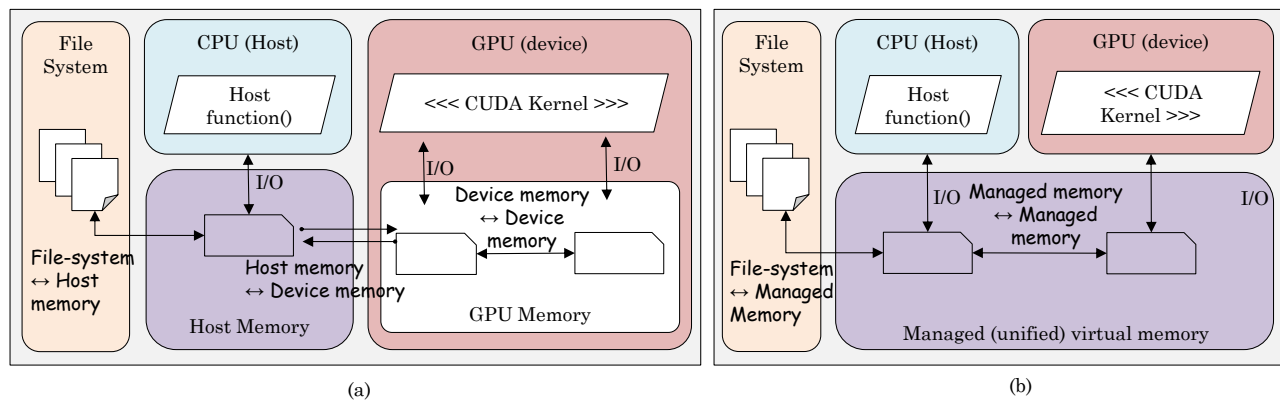 File
System
CPU (Host)
GPU (device)
Host
function()
<<< CUDA Kernel >>>
I/O
I/O
I/O
Device memory
↔ Device
memory
File-system
↔ Host
memory
Host memory
↔ Device memory
Host Memory
GPU Memory
(a)
File
System
CPU (Host)
GPU (device)
Host
function()
<<< CUDA
Kernel >>>
I/O
I/O
Managed memory
↔ Managed
memory
File-system
↔ Managed
Memory
Managed (unified) virtual memory
(b)